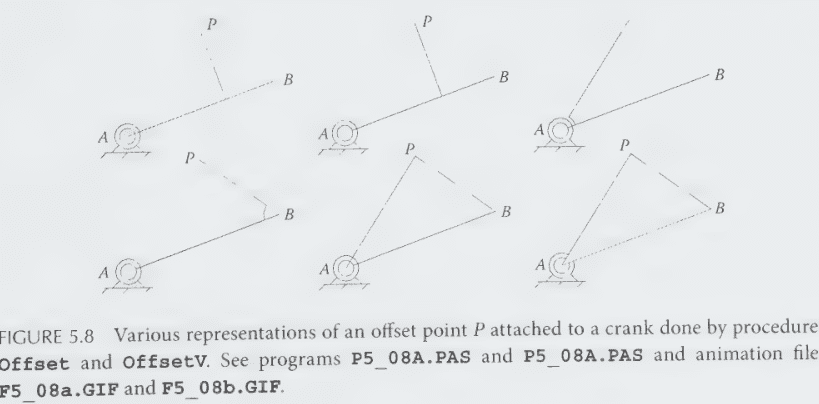 P
P
B
B
B
A
A
A
P
P
P
B
B
B
A
A
A
FIGURE 5.8 Various representations of an offset point P attached to a crank done by procedure
Offset and OffsetV. See programs P5_08A.PAS and P5_08A.PAS and animation file
F5_08a.GIF and F5_08b.GIF.